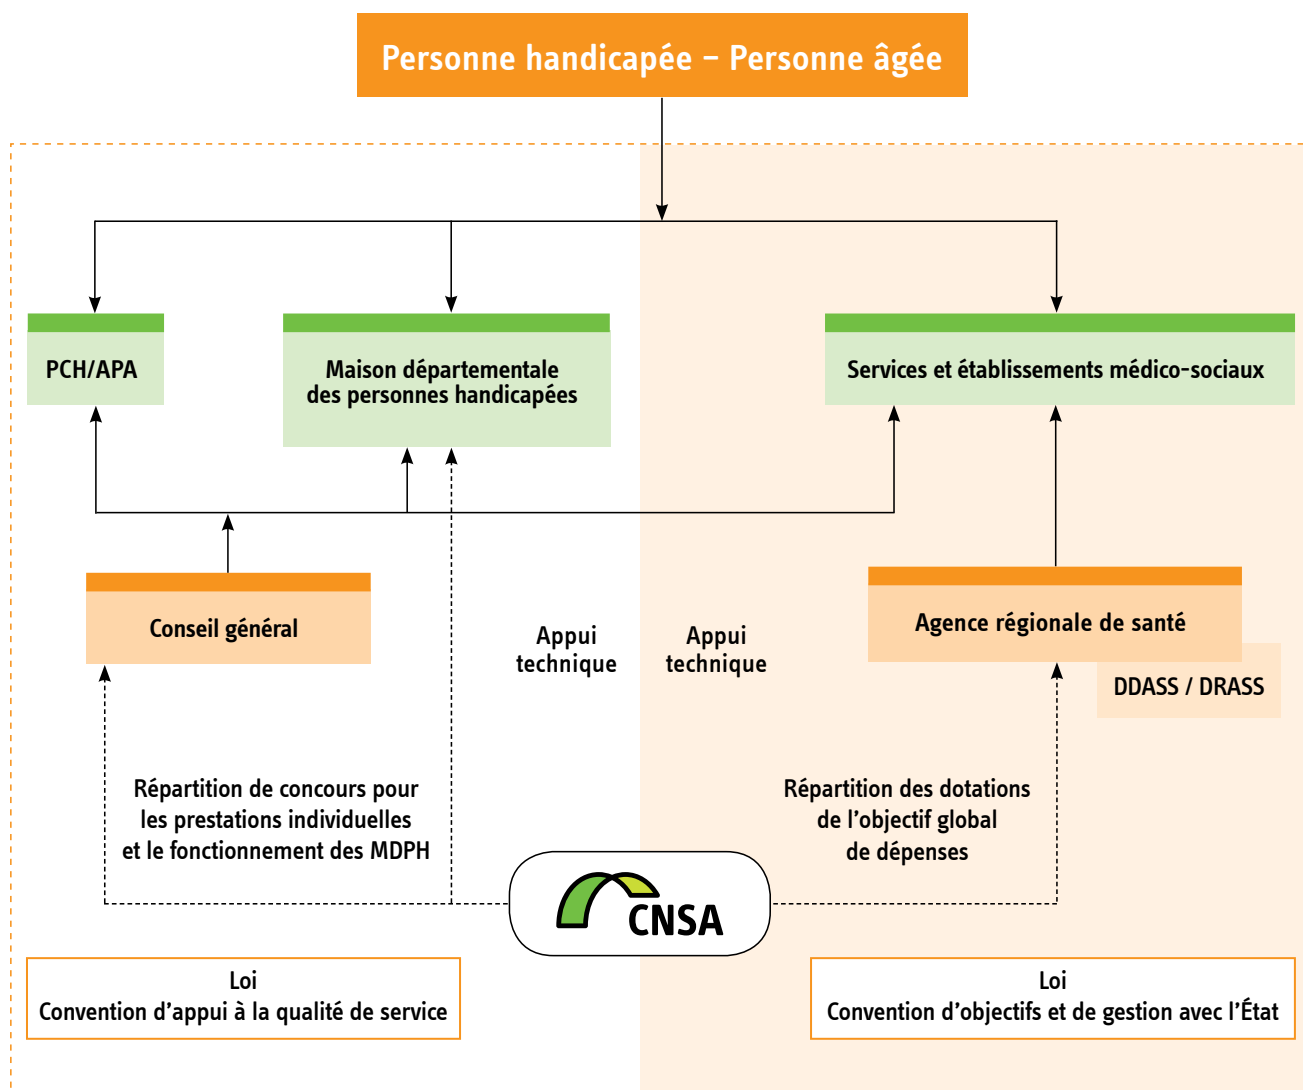 Personne handicapée – Personne âgée
PCH/APA
Maison départementale
des personnes handicapées
Services et établissements médico-sociaux
Conseil général
Appui
technique
Appui
technique
Agence régionale de santé
DDASS / DRASS
Répartition de concours pour
les prestations individuelles
et le fonctionnement des MDPH
Répartition des dotations
de l’objectif global
de dépenses
CNSA
Loi
Convention d’appui à la qualité de service
Loi
Convention d’objectifs et de gestion avec l’État